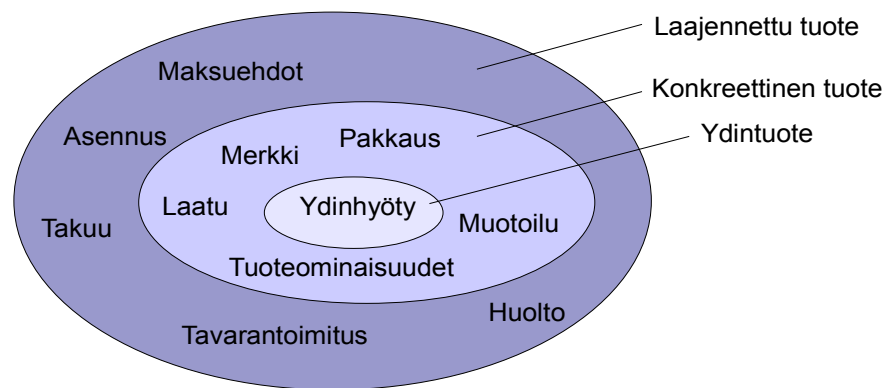 Laajennettu tuote
Maksuehdot
Konkreettinen tuote
Asennus
Pakkaus
Ydintuote
Merkki
Laatu
Ydinhyöty
Takuu
Muotoilu
Tuoteominaisuudet
Huolto
Tavarantoimitus